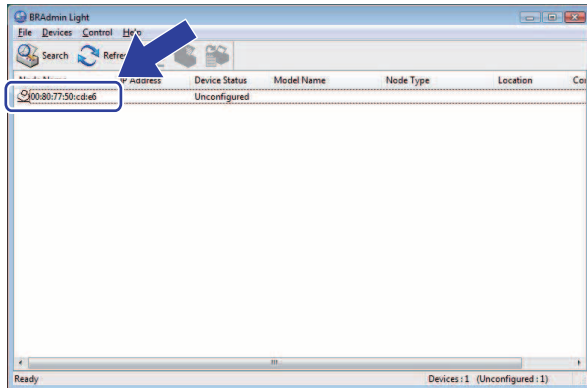 BRAdmin Light
File Devices Control Help
Search
Address Device Status Model Name Node Type Location
00:80:77:50:cd:e6 Unconfigured
Ready Devices : 1 (Unconfigured : 1)